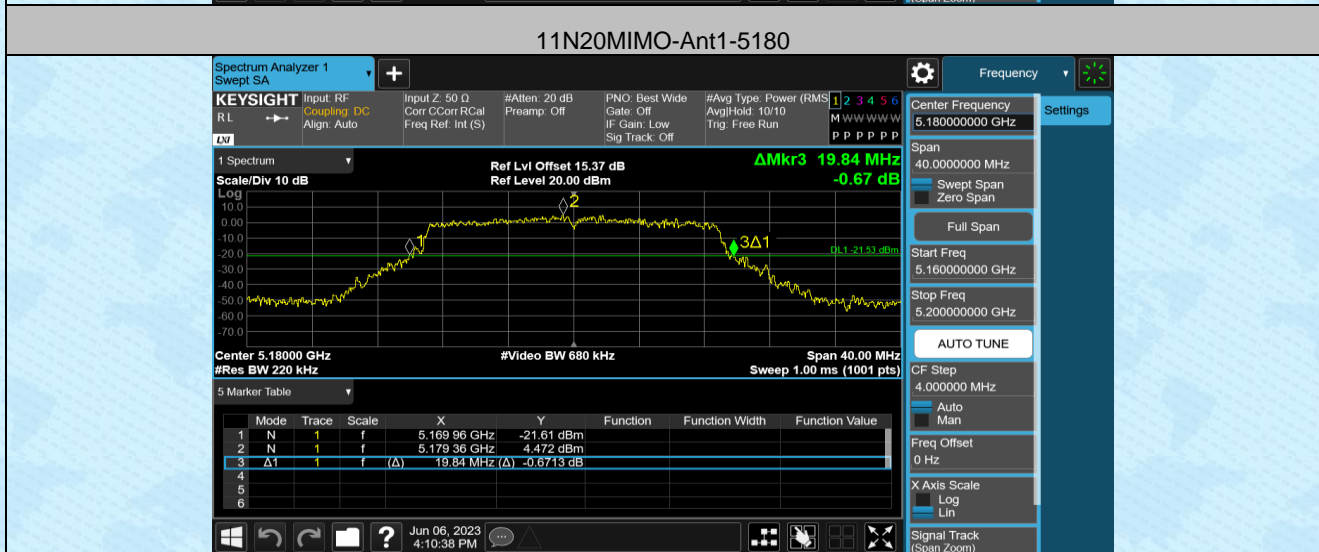 (Span Zoom)
11N20MIMO-Ant1-5180
Spectrum Analyzer 1
Swept SA
+
Frequency
KEYSIGHT
RL
LXI
Input: RF
Coupling: DC
Align: Auto
Input Z: 50 Ω
Corr CCorr RCal
Freq Ref: Int (S)
#Atten: 20 dB
Preamp: Off
PNO: Best Wide
Gate: Off
IF Gain: Low
Sig Track: Off
#Avg Type: Power (RMS
Avg|Hold: 10/10
Trig: Free Run
1 2 3 4 5 6
M W W W W W
P P P P P P
1 Spectrum
Scale/Div 10 dB
Ref Lvl Offset 15.37 dB
Ref Level 20.00 dBm
ΔMkr3 19.84 MHz
-0.67 dB
Log
10.0
0.00
-10.0
-20.0
-30.0
-40.0
-50.0
-60.0
-70.0
1
2
3Δ1
DL1 -21.53 dBm
Center 5.18000 GHz
#Video BW 680 kHz
Span 40.00 MHz
#Res BW 220 kHz
Sweep 1.00 ms (1001 pts)
5 Marker Table
Mode Trace Scale X Y Function Function Width Function Value
1 N 1 f 5.169 96 GHz -21.61 dBm
2 N 1 f 5.179 36 GHz 4.472 dBm
3 Δ1 1 f (Δ) 19.84 MHz (Δ) -0.6713 dB
4
5
6
?
Jun 06, 2023
4:10:38 PM
Center Frequency
5.180000000 GHz
Settings
Span
40.0000000 MHz
Swept Span
Zero Span
Full Span
Start Freq
5.160000000 GHz
Stop Freq
5.200000000 GHz
AUTO TUNE
CF Step
4.000000 MHz
Auto
Man
Freq Offset
0 Hz
X Axis Scale
Log
Lin
Signal Track
(Span Zoom)